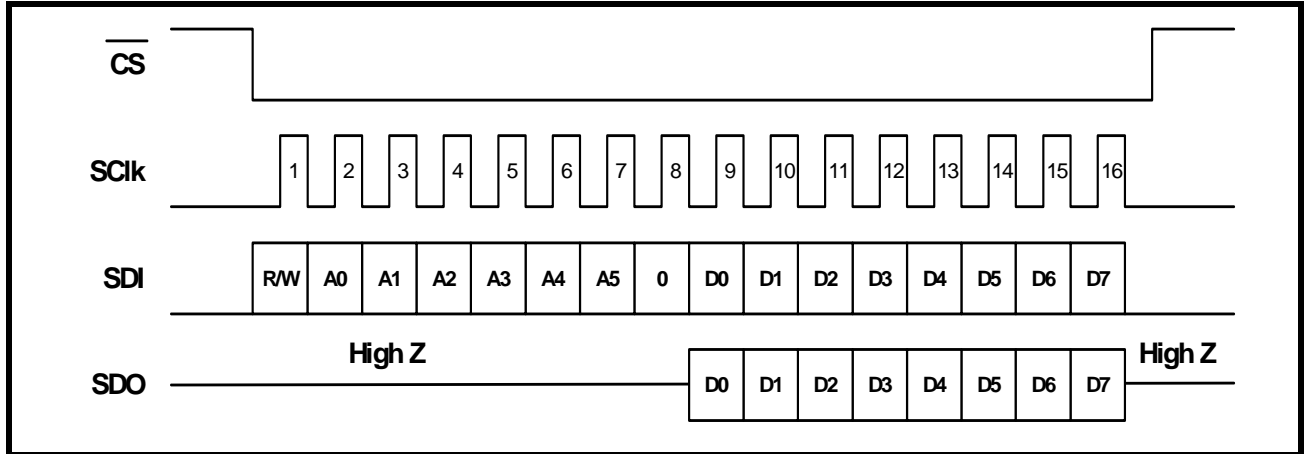 CS
SClk
1 2 3 4 5 6 7 8 9 10 11 12 13 14 15 16
SDI
R/W A0 A1 A2 A3 A4 A5 0 D0 D1 D2 D3 D4 D5 D6 D7
High Z High Z
SDO
D0 D1 D2 D3 D4 D5 D6 D7